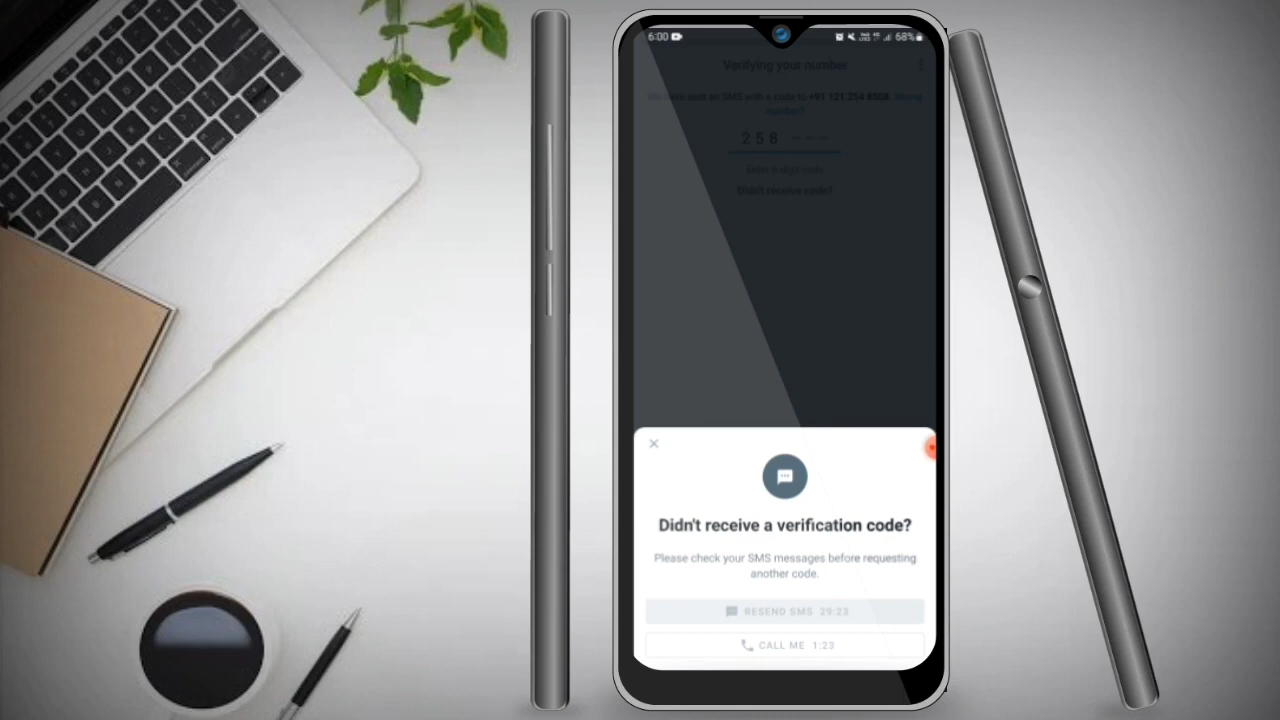 6:00
68%
Verifying your number
We have sent an SMS with a code to +91 121 254 8508. Wrong
number?
2 5 8 – – –
Enter 6-digit code
Didn't receive code?
Didn't receive a verification code?
Please check your SMS messages before requesting
another code.
RESEND SMS 29:23
CALL ME 1:23